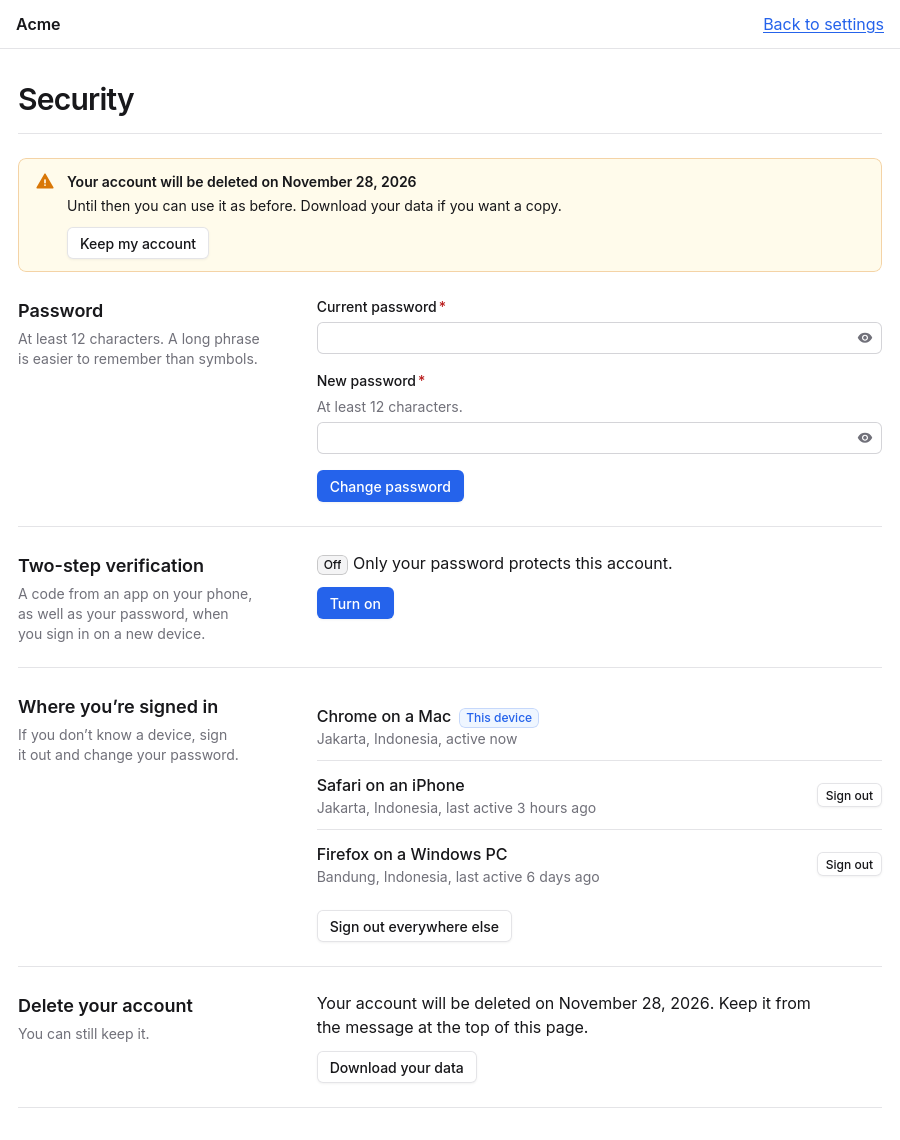 Acme
Back to settings
Security
Your account will be deleted on November 28, 2026
Until then you can use it as before. Download your data if you want a copy.
Keep my account
Password
At least 12 characters. A long phrase
is easier to remember than symbols.
Current password*
New password*
At least 12 characters.
Change password
Two-step verification
A code from an app on your phone,
as well as your password, when
you sign in on a new device.
Off Only your password protects this account.
Turn on
Where you’re signed in
If you don’t know a device, sign
it out and change your password.
Chrome on a Mac This device
Jakarta, Indonesia, active now
Safari on an iPhone
Jakarta, Indonesia, last active 3 hours ago
Sign out
Firefox on a Windows PC
Bandung, Indonesia, last active 6 days ago
Sign out
Sign out everywhere else
Delete your account
You can still keep it.
Your account will be deleted on November 28, 2026. Keep it from
the message at the top of this page.
Download your data